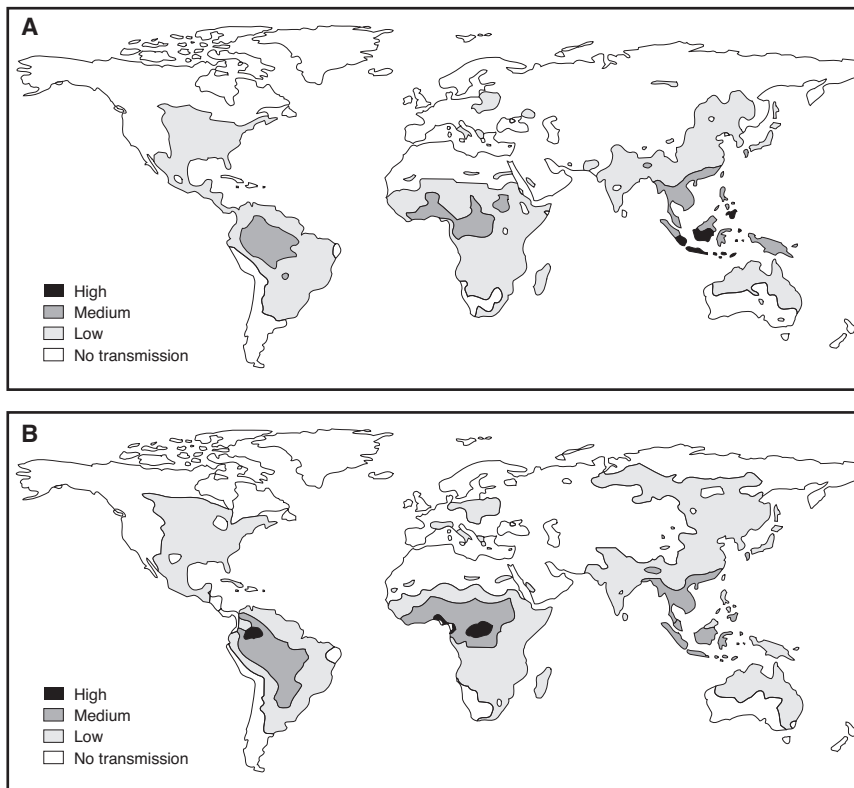 A
High
Medium
Low
No transmission
B
High
Medium
Low
No transmission